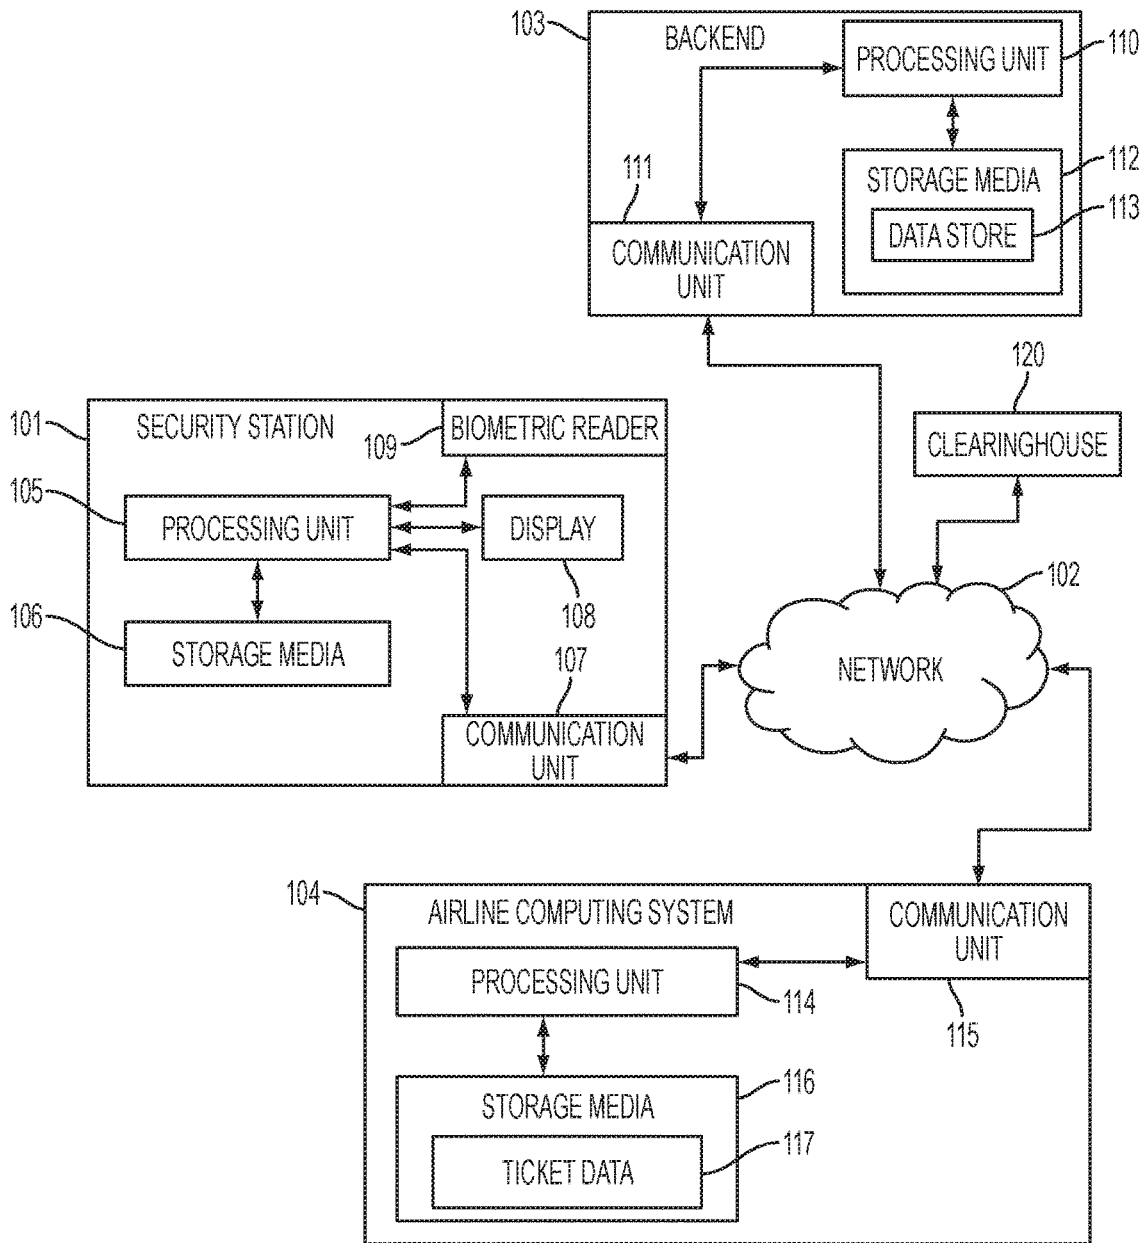 103
BACKEND
PROCESSING UNIT
110
111
STORAGE MEDIA
112
DATA STORE
113
COMMUNICATION
UNIT
120
CLEARINGHOUSE
101
SECURITY STATION
109
BIOMETRIC READER
105
PROCESSING UNIT
DISPLAY
108
106
STORAGE MEDIA
107
COMMUNICATION
UNIT
102
NETWORK
104
AIRLINE COMPUTING SYSTEM
COMMUNICATION
UNIT
115
PROCESSING UNIT
114
STORAGE MEDIA
116
TICKET DATA
117